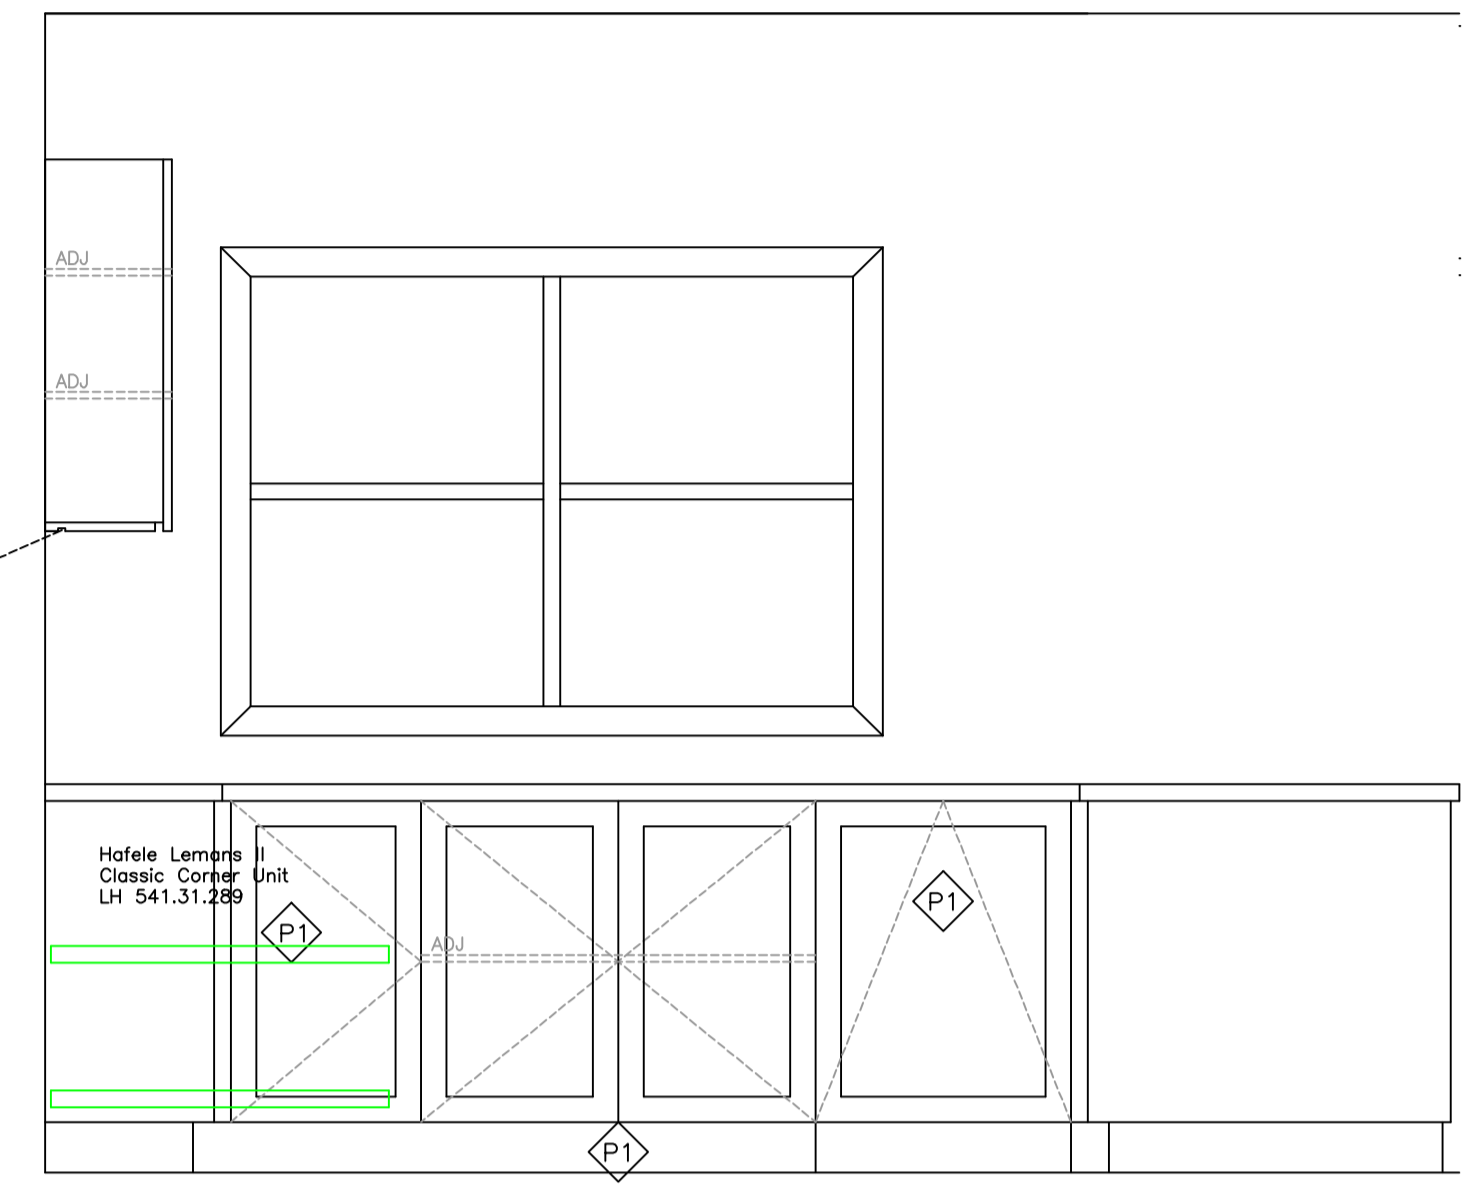 ADJ
ADJ
Hafele Lemans II
Classic Corner Unit
LH 541.31.289
P1
P1
ADJ
P1